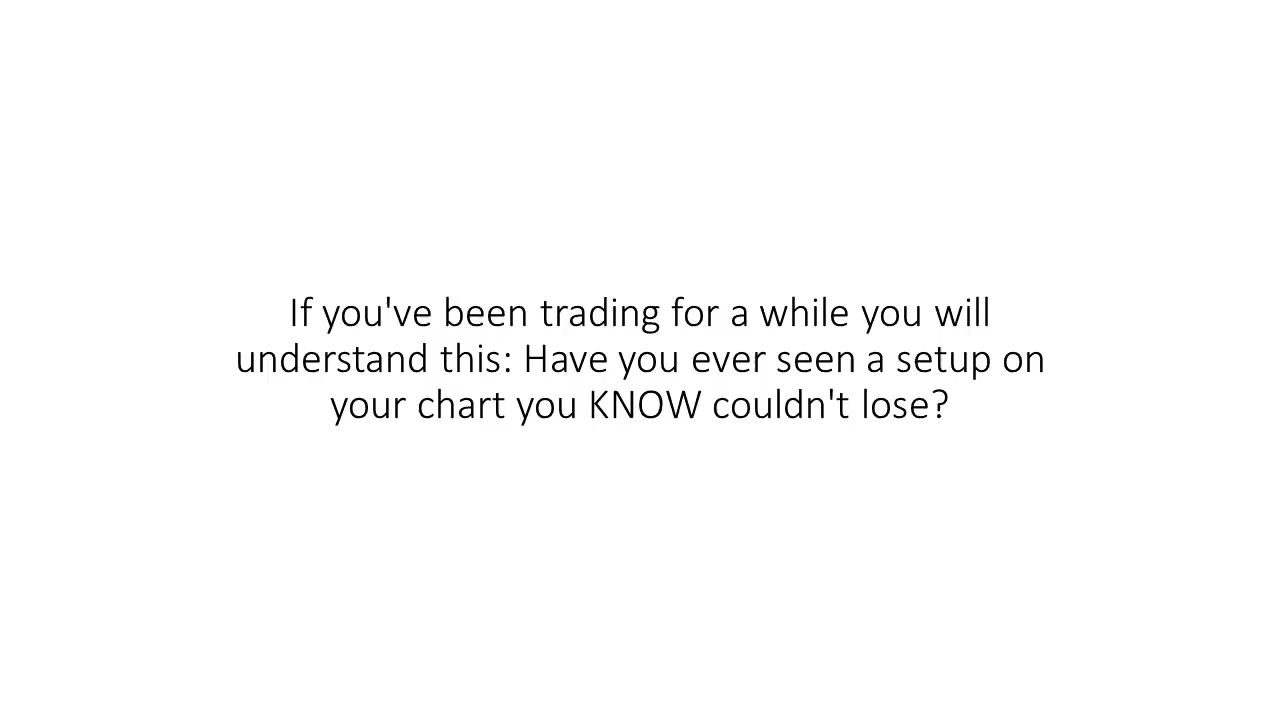 If you've been trading for a while you will
understand this: Have you ever seen a setup on
your chart you KNOW couldn't lose?